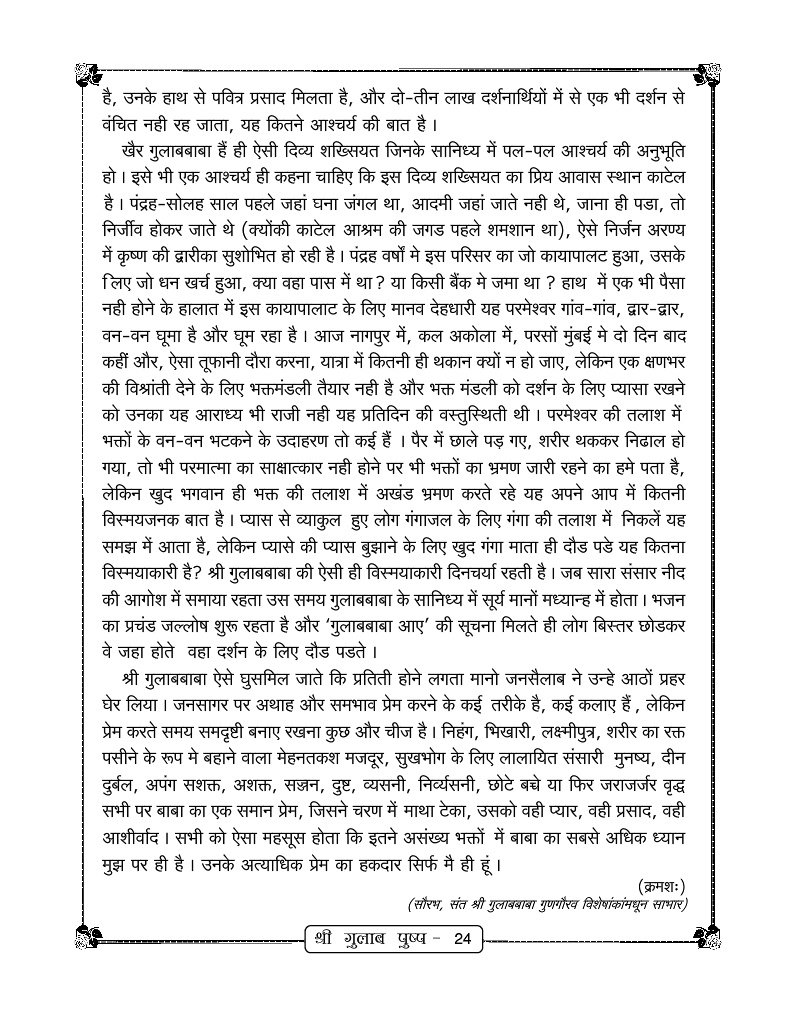 है, उनके हाथ से पवित्र प्रसाद मिलता है, और दो-तीन लाख दर्शनार्थियों में से एक भी दर्शन से
वंचित नही रह जाता, यह कितने आश्चर्य की बात है ।
खैर गुलाबबाबा हैं ही ऐसी दिव्य शख्सियत जिनके सानिध्य में पल-पल आश्चर्य की अनुभूति
हो । इसे भी एक आश्चर्य ही कहना चाहिए कि इस दिव्य शख्सियत का प्रिय आवास स्थान काटेल
है । पंद्रह-सोलह साल पहले जहां घना जंगल था, आदमी जहां जाते नही थे, जाना ही पडा, तो
निर्जीव होकर जाते थे (क्योंकी काटेल आश्रम की जगड पहले शमशान था), ऐसे निर्जन अरण्य
में कृष्ण की द्वारीका सुशोभित हो रही है । पंद्रह वर्षों मे इस परिसर का जो कायापालट हुआ, उसके
लिए जो धन खर्च हुआ, क्या वहा पास में था ? या किसी बैंक मे जमा था ? हाथ में एक भी पैसा
नही होने के हालात में इस कायापालाट के लिए मानव देहधारी यह परमेश्वर गांव-गांव, द्वार-द्वार,
वन-वन घूमा है और घूम रहा है । आज नागपुर में, कल अकोला में, परसों मुंबई मे दो दिन बाद
कहीं और, ऐसा तूफानी दौरा करना, यात्रा में कितनी ही थकान क्यों न हो जाए, लेकिन एक क्षणभर
की विश्रांती देने के लिए भक्तमंडली तैयार नही है और भक्त मंडली को दर्शन के लिए प्यासा रखने
को उनका यह आराध्य भी राजी नही यह प्रतिदिन की वस्तुस्थिती थी । परमेश्वर की तलाश में
भक्तों के वन-वन भटकने के उदाहरण तो कई हैं । पैर में छाले पड़ गए, शरीर थककर निढाल हो
गया, तो भी परमात्मा का साक्षात्कार नही होने पर भी भक्तों का भ्रमण जारी रहने का हमे पता है,
लेकिन खुद भगवान ही भक्त की तलाश में अखंड भ्रमण करते रहे यह अपने आप में कितनी
विस्मयजनक बात है । प्यास से व्याकुल हुए लोग गंगाजल के लिए गंगा की तलाश में निकलें यह
समझ में आता है, लेकिन प्यासे की प्यास बुझाने के लिए खुद गंगा माता ही दौड पडे यह कितना
विस्मयाकारी है? श्री गुलाबबाबा की ऐसी ही विस्मयाकारी दिनचर्या रहती है । जब सारा संसार नीद
की आगोश में समाया रहता उस समय गुलाबबाबा के सानिध्य में सूर्य मानों मध्यान्ह में होता । भजन
का प्रचंड जल्लोष शुरू रहता है और ‘गुलाबबाबा आए’ की सूचना मिलते ही लोग बिस्तर छोडकर
वे जहा होते वहा दर्शन के लिए दौड पडते ।
श्री गुलाबबाबा ऐसे घुसमिल जाते कि प्रतिती होने लगता मानो जनसैलाब ने उन्हे आठों प्रहर
घेर लिया । जनसागर पर अथाह और समभाव प्रेम करने के कई तरीके है, कई कलाए हैं , लेकिन
प्रेम करते समय समदृष्टी बनाए रखना कुछ और चीज है । निहंग, भिखारी, लक्ष्मीपुत्र, शरीर का रक्त
पसीने के रूप मे बहाने वाला मेहनतकश मजदूर, सुखभोग के लिए लालायित संसारी मुनष्य, दीन
दुर्बल, अपंग सशक्त, अशक्त, सज्जन, दुष्ट, व्यसनी, निर्व्यसनी, छोटे बच्चे या फिर जराजर्जर वृद्ध
सभी पर बाबा का एक समान प्रेम, जिसने चरण में माथा टेका, उसको वही प्यार, वही प्रसाद, वही
आशीर्वाद । सभी को ऐसा महसूस होता कि इतने असंख्य भक्तों में बाबा का सबसे अधिक ध्यान
मुझ पर ही है । उनके अत्याधिक प्रेम का हकदार सिर्फ मै ही हूं ।
(क्रमशः)
(सौरभ, संत श्री गुलाबबाबा गुणगौरव विशेषांकांमधून साभार)
श्री गुलाब पुष्प - 24